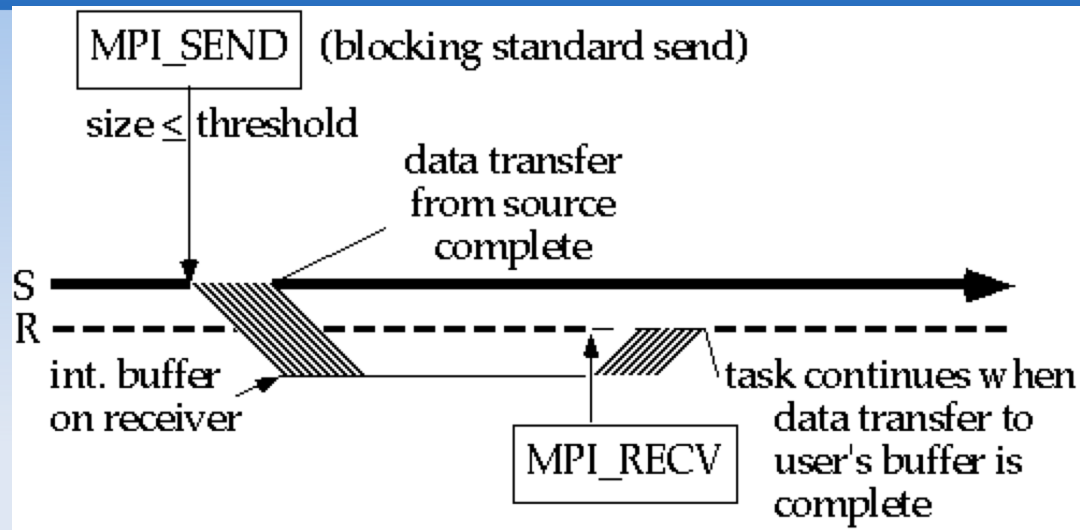 MPI_SEND (blocking standard send)
size ≤ threshold
data transfer
from source
complete
S
R
int. buffer
on receiver
MPI_RECV
task continues when
data transfer to
user's buffer is
complete